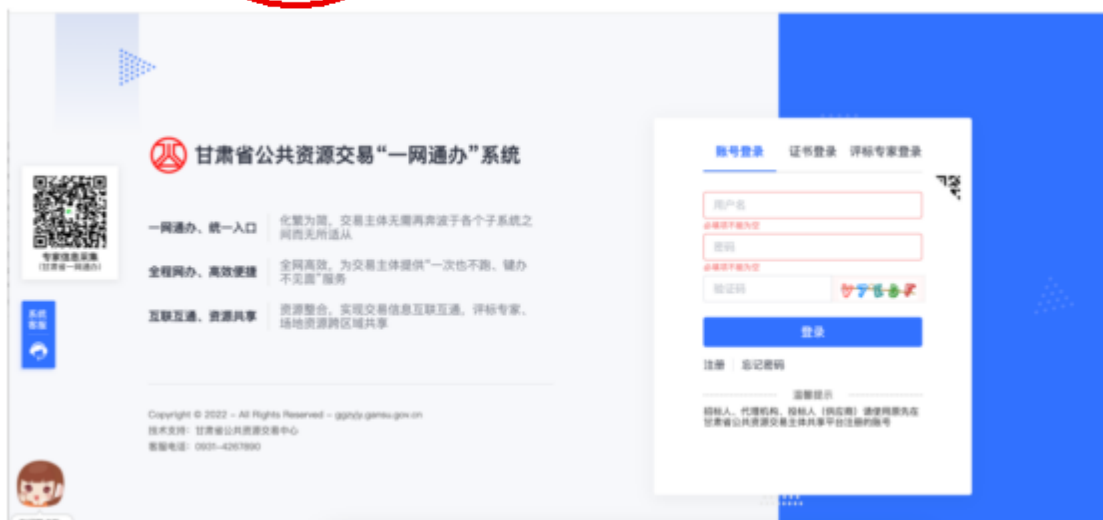 甘肃省公共资源交易“一网通办”系统
一网通办、统一入口
化繁为简，交易主体无需再奔波于各个子系统之
间而无所适从
全程网办、高效便捷
全网高效，为交易主体提供“一次也不跑、键办
不见面”服务
互联互通、资源共享
资源整合，实现交易信息互联互通，评标专家、
场地资源跨区域共享
Copyright © 2022 - All Rights Reserved - ggzyjy.gansu.gov.cn
技术支持：甘肃省公共资源交易中心
客服电话：0931-4267890
专家信息采集
(甘肃省一网通办)
系统
客服
账号登录 证书登录 评标专家登录
用户名
必填项不能为空
密码
必填项不能为空
验证码
登录
注册 忘记密码
温馨提示
招标人、代理机构、投标人（供应商）请使用原先在
甘肃省公共资源交易主体共享平台注册的账号